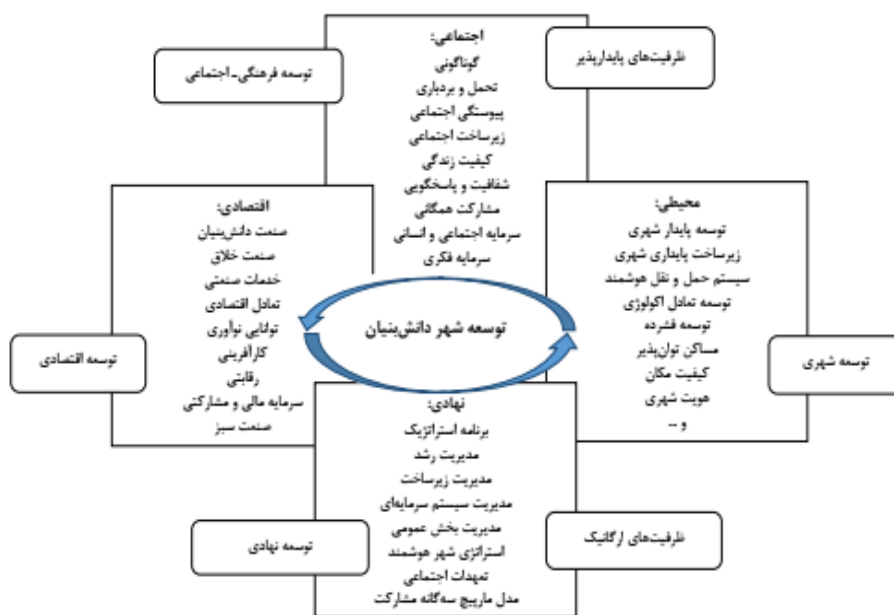 ظرفیت‌های پایدارپذیر
توسعه فرهنگی-اجتماعی
اجتماعی:
گوناگونی
تحمل و بردباری
پیوستگی اجتماعی
زیرساخت اجتماعی
کیفیت زندگی
شفافیت و پاسخگویی
مشارکت همگانی
سرمایه اجتماعی و انسانی
سرمایه فکری
محیطی:
توسعه پایدار شهری
زیرساخت پایداری شهری
سیستم حمل و نقل هوشمند
توسعه تعادل اکولوژی
توسعه فشرده
مساکن توان‌پذیر
کیفیت مکان
هویت شهری
و ...
توسعه شهری
توسعه شهر دانش‌بنیان
اقتصادی:
صنعت دانش‌بنیان
صنعت خلاق
خدمات صنعتی
تعادل اقتصادی
توانایی نوآوری
کارآفرینی
رقابتی
سرمایه مالی و مشارکتی
صنعت سبز
توسعه اقتصادی
نهادی:
برنامه استراتژیک
مدیریت رشد
مدیریت زیرساخت
مدیریت سیستم سرمایه‌ای
مدیریت بخش عمومی
استراتژی شهر هوشمند
تعهدات اجتماعی
مدل مارپیچ سه‌گانه مشارکت
ظرفیت‌های ارگانیک
توسعه نهادی